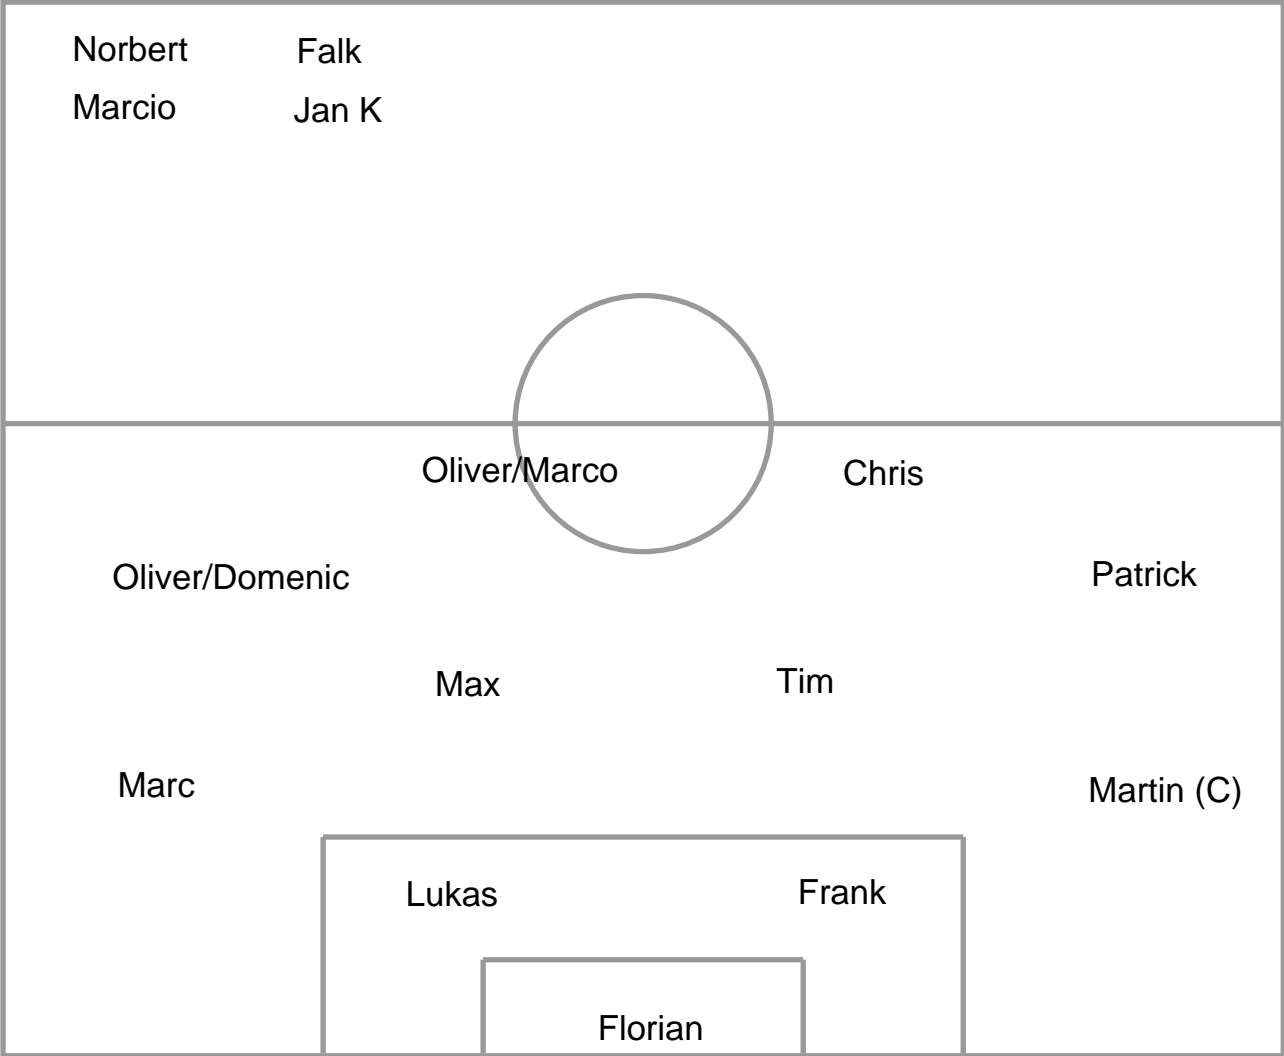 Norbert Falk
Marcio Jan K
Oliver/Marco Chris
Oliver/Domenic Patrick
Max Tim
Marc Martin (C)
Lukas Frank
Florian